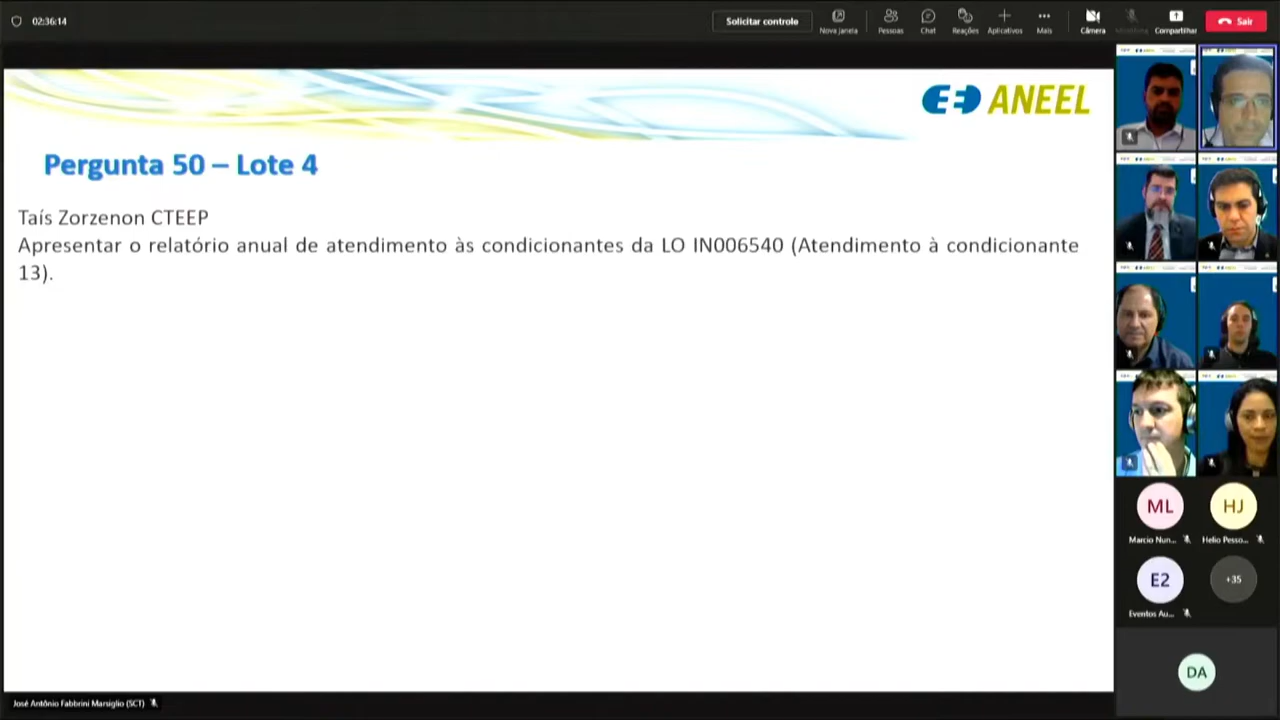 02:36:14
Solicitar controle
Nova janela
Pessoas
Chat
Reações
Aplicativos
Mais
Câmera
Compartilhar
Sair
ANEEL
Pergunta 50 – Lote 4
Taís Zorzenon CTEEP
Apresentar o relatório anual de atendimento às condicionantes da LO IN006540 (Atendimento à condicionante
13).
ML
HJ
Marcio Nun...
Helio Pesso...
E2
+35
Eventos Au...
DA
José Antônio Fabbrini Marsiglio (SCT)